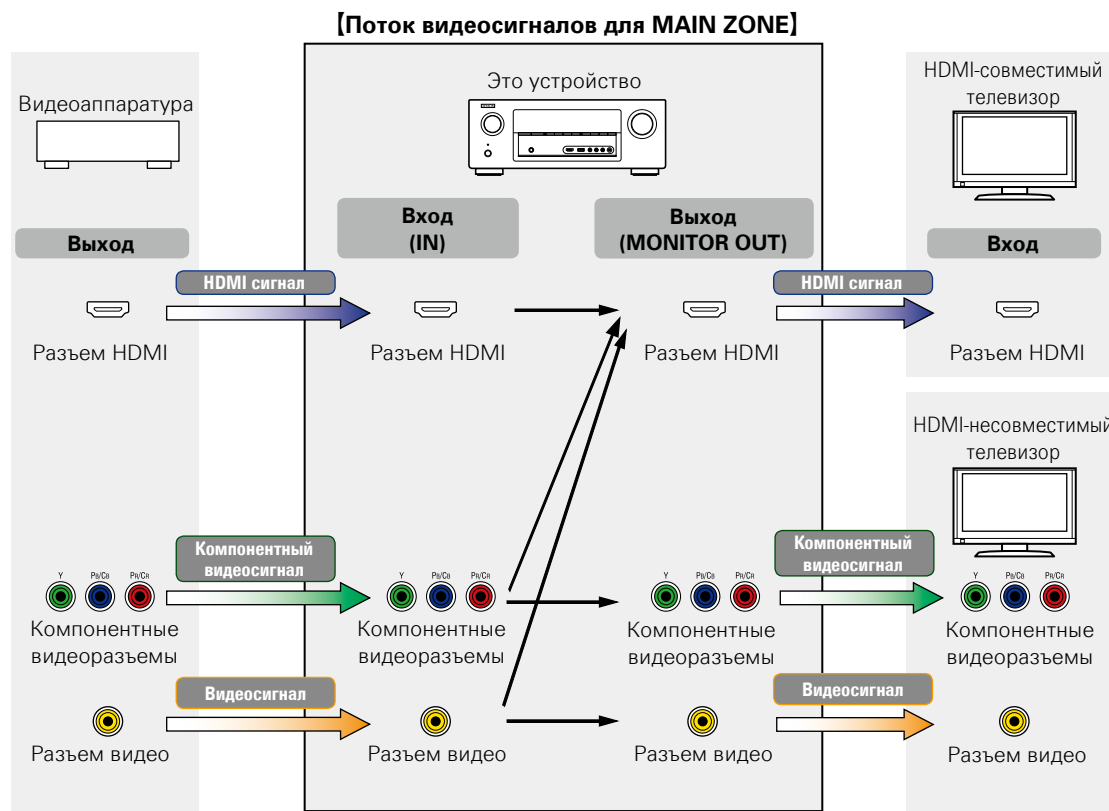 【Поток видеосигналов для MAIN ZONE】
Видеоаппаратура
Это устройство
HDMI-совместимый
телевизор
Выход
Вход
(IN)
Выход
(MONITOR OUT)
Вход
HDMI сигнал
HDMI сигнал
Разъем HDMI
Разъем HDMI
Разъем HDMI
Разъем HDMI
HDMI-несовместимый
телевизор
Компонентный
видеосигнал
Компонентный
видеосигнал
Y PB/CB PR/CR
Y PB/CB PR/CR
Y PB/CB PR/CR
Y PB/CB PR/CR
Компонентные
видеоразъемы
Компонентные
видеоразъемы
Компонентные
видеоразъемы
Компонентные
видеоразъемы
Видеосигнал
Видеосигнал
Разъем видео
Разъем видео
Разъем видео
Разъем видео